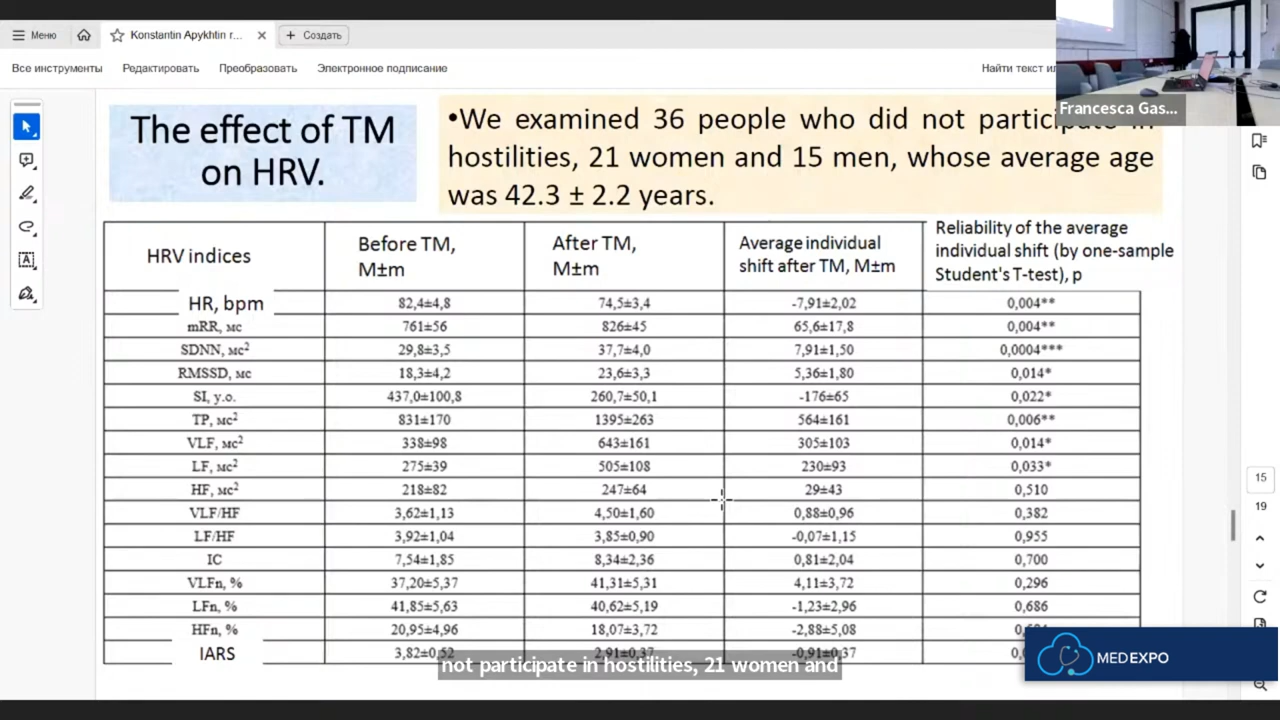 Меню
Konstantin Apykhtin r...
Создать
Все инструменты Редактировать Преобразовать Электронное подписание
Найти текст
Francesca Gas...
The effect of TM
on HRV.
•We examined 36 people who did not participate in
hostilities, 21 women and 15 men, whose average age
was 42.3 ± 2.2 years.
HRV indices
Before TM,
M±m
After TM,
M±m
Average individual
shift after TM, M±m
Reliability of the average
individual shift (by one-sample
Student's T-test), p
HR, bpm 82,4±4,8 74,5±3,4 -7,91±2,02 0,004**
mRR, мс 761±56 826±45 65,6±17,8 0,004**
SDNN, мс² 29,8±3,5 37,7±4,0 7,91±1,50 0,0004***
RMSSD, мс 18,3±4,2 23,6±3,3 5,36±1,80 0,014*
SI, у.о. 437,0±100,8 260,7±50,1 -176±65 0,022*
TP, мс² 831±170 1395±263 564±161 0,006**
VLF, мс² 338±98 643±161 305±103 0,014*
LF, мс² 275±39 505±108 230±93 0,033*
HF, мс² 218±82 247±64 29±43 0,510
VLF/HF 3,62±1,13 4,50±1,60 0,88±0,96 0,382
LF/HF 3,92±1,04 3,85±0,90 -0,07±1,15 0,955
IC 7,54±1,85 8,34±2,36 0,81±2,04 0,700
VLFn, % 37,20±5,37 41,31±5,31 4,11±3,72 0,296
LFn, % 41,85±5,63 40,62±5,19 -1,23±2,96 0,686
HFn, % 20,95±4,96 18,07±3,72 -2,88±5,08
IARS 3,82±0,52 2,91±0,37 -0,91±0,37
not participate in hostilities, 21 women and
15
19
MEDEXPO